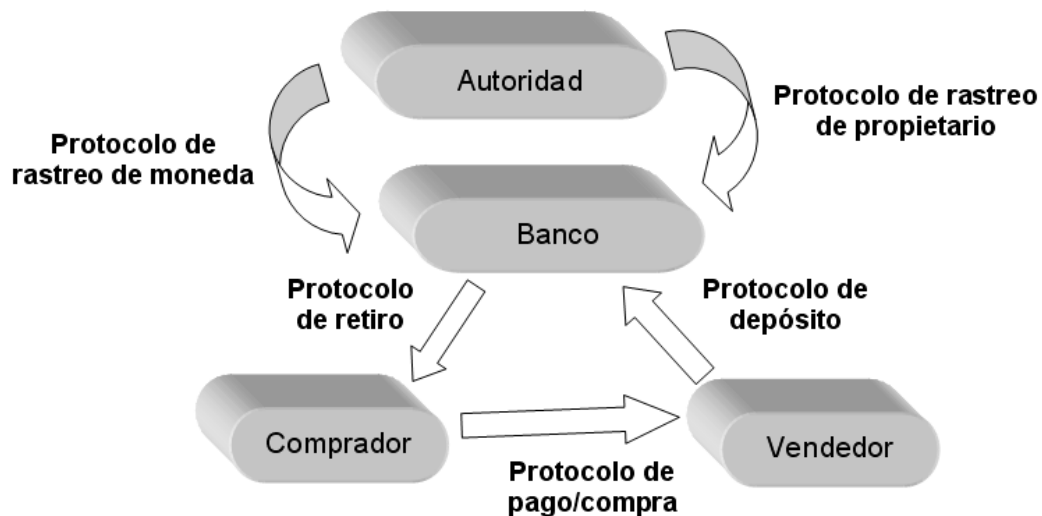 Autoridad
Protocolo de rastreo
de propietario
Protocolo de
rastreo de moneda
Banco
Protocolo
de retiro
Protocolo de
depósito
Comprador
Vendedor
Protocolo de
pago/compra